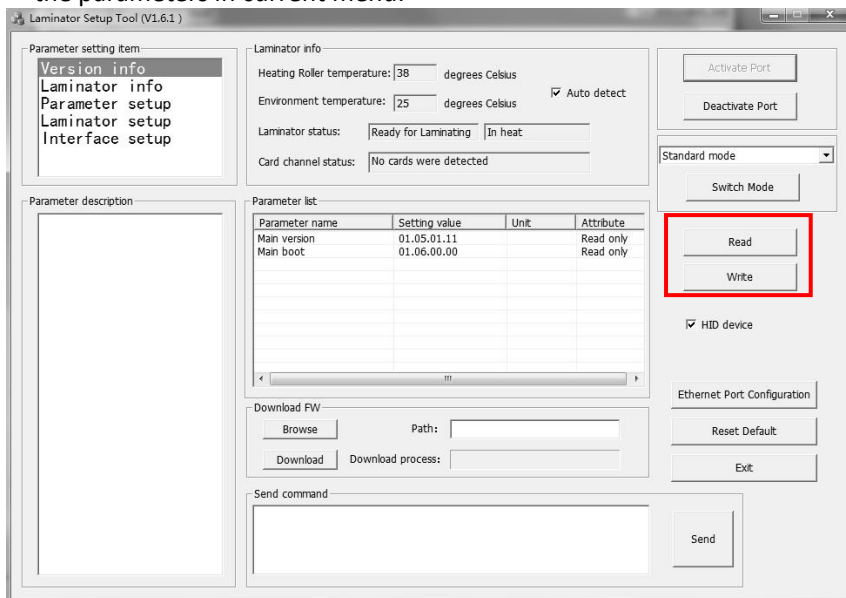 the parameters in current menu.
Laminator Setup Tool (V1.6.1 )
Parameter setting item
Version info
Laminator info
Parameter setup
Laminator setup
Interface setup
Laminator info
Heating Roller temperature: 38 degrees Celsius
Environment temperature: 25 degrees Celsius
Auto detect
Laminator status: Ready for Laminating In heat
Card channel status: No cards were detected
Activate Port
Deactivate Port
Standard mode
Switch Mode
Parameter description
Parameter list
Parameter name Setting value Unit Attribute
Main version 01.05.01.11 Read only
Main boot 01.06.00.00 Read only
Read
Write
HID device
Download FW
Browse Path:
Download Download process:
Ethernet Port Configuration
Reset Default
Exit
Send command
Send